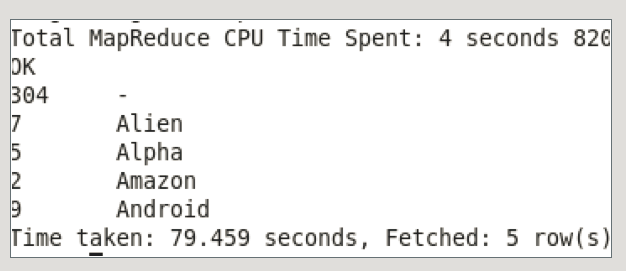 Total MapReduce CPU Time Spent: 4 seconds 820
OK
304 -
7 Alien
5 Alpha
2 Amazon
9 Android
Time taken: 79.459 seconds, Fetched: 5 row(s)